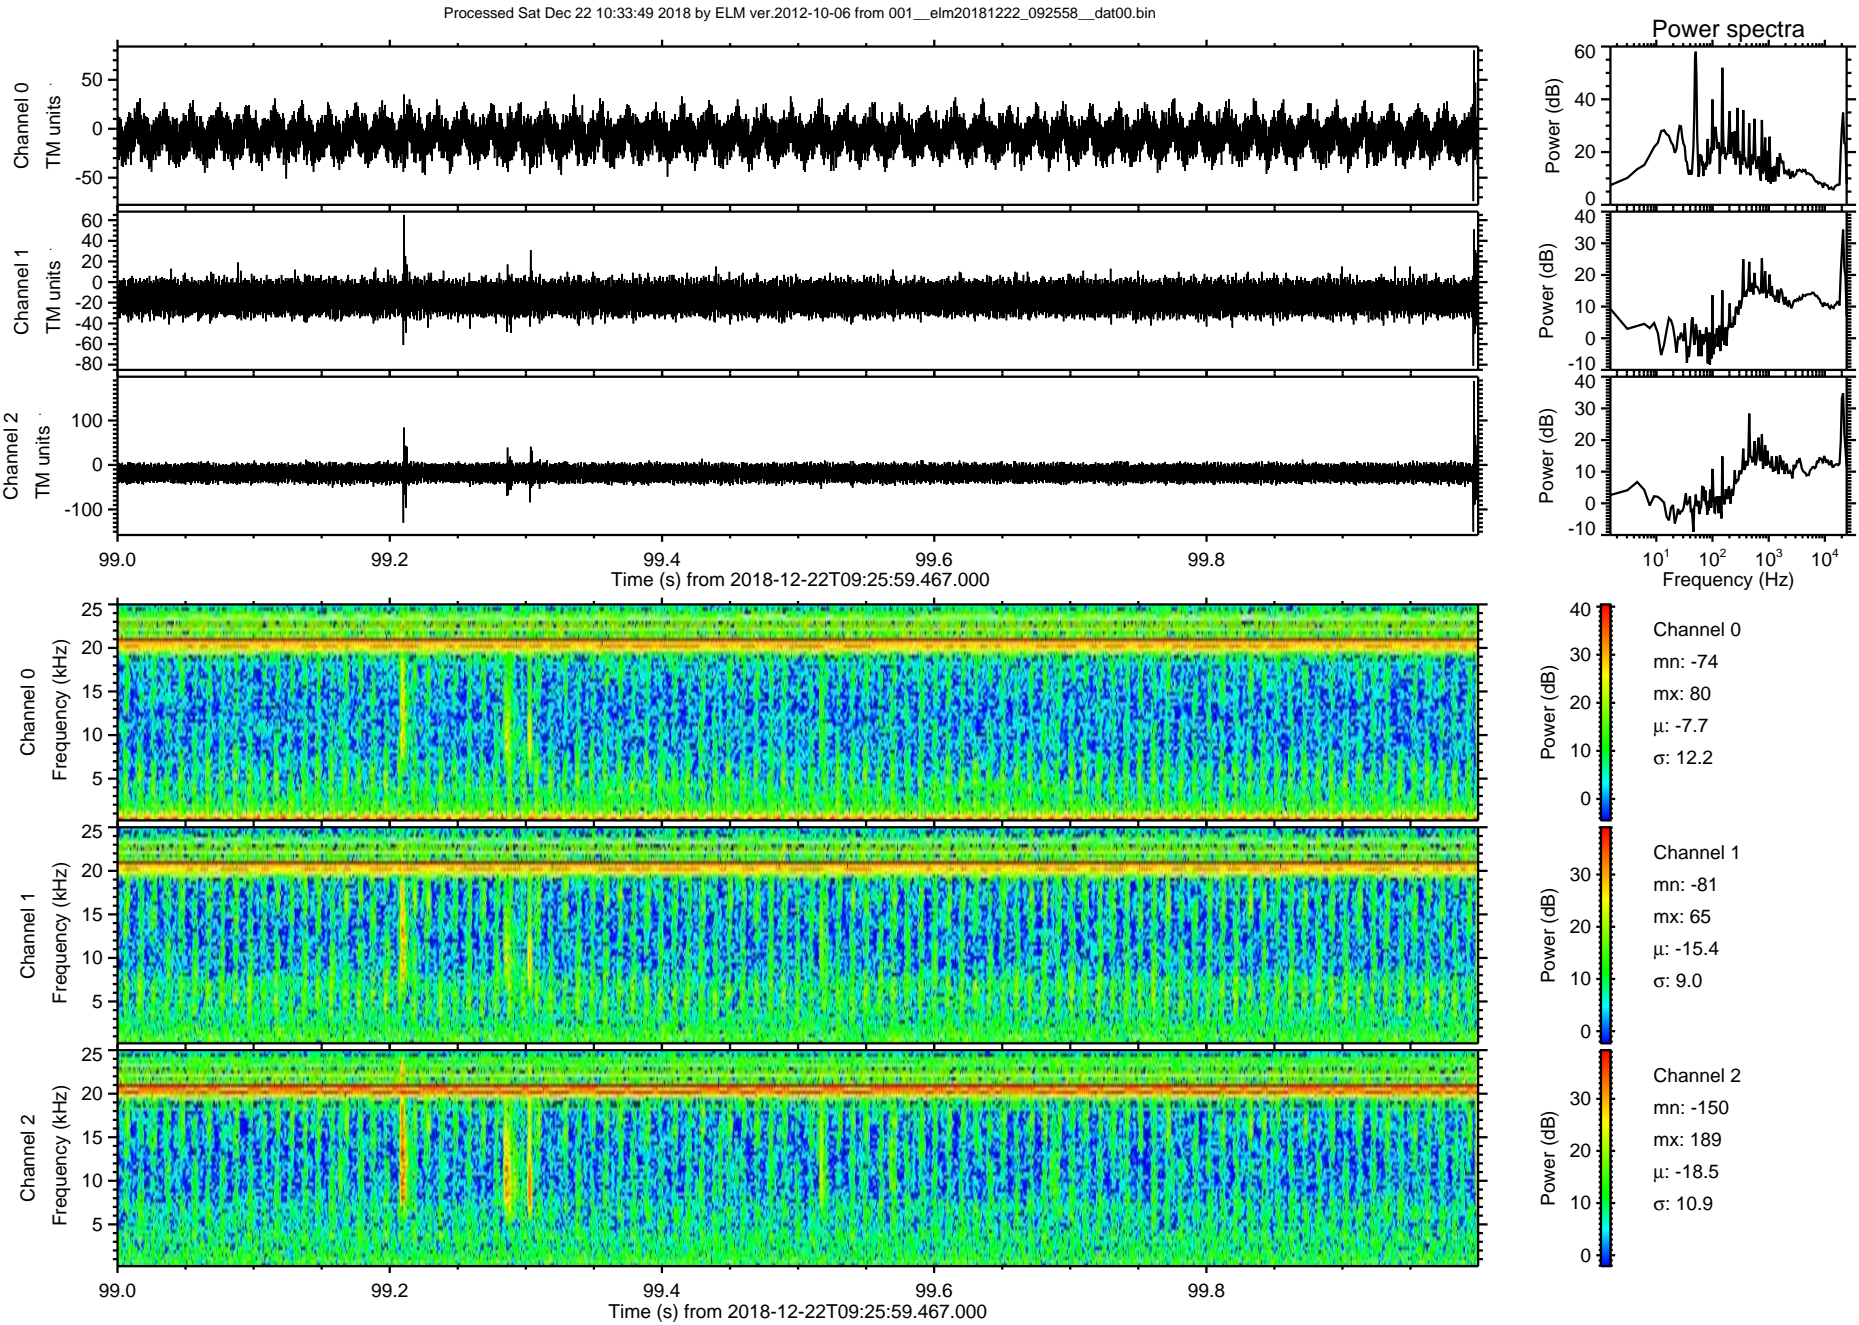 Processed Sat Dec 22 10:33:49 2018 by ELM ver.2012-10-06 from 001__elm20181222_092558__dat00.bin
Power spectra
Channel 0
TM units
50
0
-50
Power (dB)
60
40
20
0
Channel 1
TM units
60
40
20
0
-20
-40
-60
-80
Power (dB)
40
30
20
10
0
-10
Channel 2
TM units
100
0
-100
Power (dB)
40
30
20
10
0
-10
99.0 99.2 99.4 99.6 99.8
Time (s) from 2018-12-22T09:25:59.467.000
10¹ 10² 10³ 10⁴
Frequency (Hz)
Channel 0
Frequency (kHz)
25
20
15
10
5
Power (dB)
40
30
20
10
0
Channel 0
mn: -74
mx: 80
µ: -7.7
σ: 12.2
Channel 1
Frequency (kHz)
25
20
15
10
5
Power (dB)
30
20
10
0
Channel 1
mn: -81
mx: 65
µ: -15.4
σ: 9.0
Channel 2
Frequency (kHz)
25
20
15
10
5
Power (dB)
30
20
10
0
Channel 2
mn: -150
mx: 189
µ: -18.5
σ: 10.9
99.0 99.2 99.4 99.6 99.8
Time (s) from 2018-12-22T09:25:59.467.000